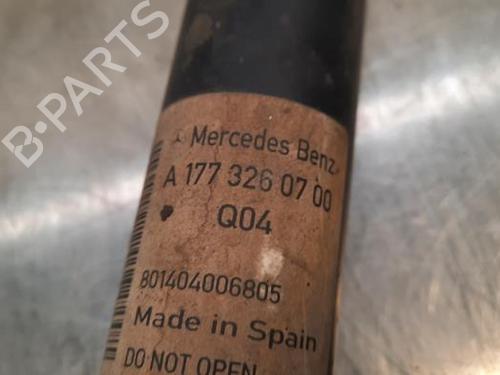 B-PARTS
Mercedes Benz
A 177 326 07 00
Q04
801404006805
Made in Spain
DO NOT OPEN